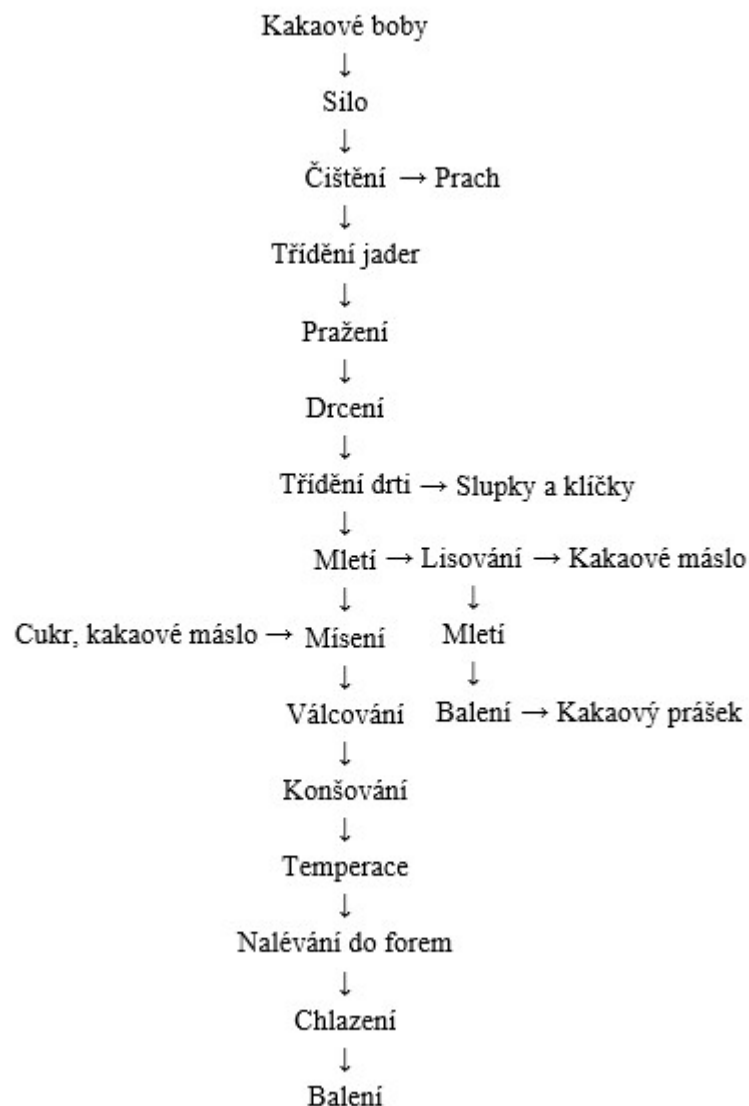 Kakaové boby
↓
Silo
↓
Čištění → Prach
↓
Třídění jader
↓
Pražení
↓
Drcení
↓
Třídění drti → Slupky a klíčky
↓
Mletí → Lisování → Kakaové máslo
↓ ↓
Cukr, kakaové máslo → Mísení Mletí
↓ ↓
Válcování Balení → Kakaový prášek
↓
Konšování
↓
Temperace
↓
Nalévání do forem
↓
Chlazení
↓
Balení